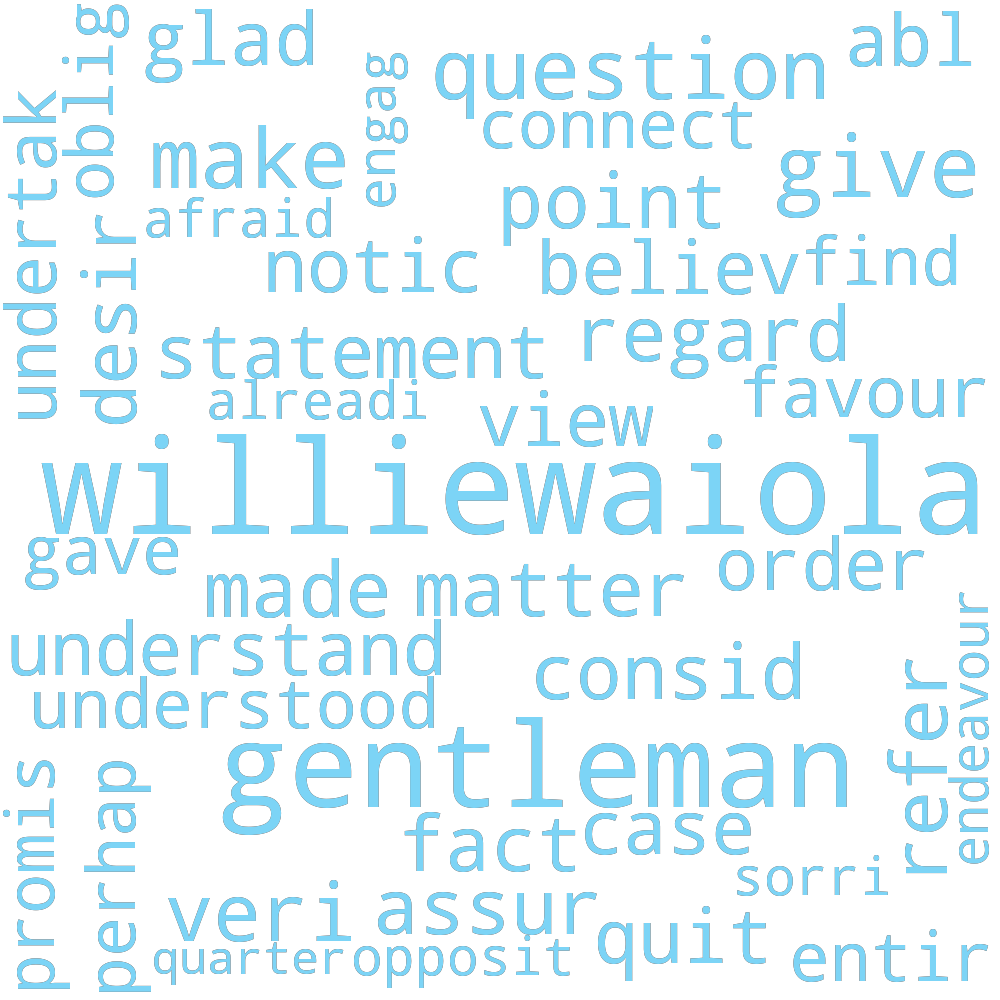 glad
question
abl
oblig
engag
connect
undertak
make
give
point
afraid
desir
notic
believ
find
regard
statement
favour
alreadi
view
williewaiola
gave
order
made
matter
understand
consid
understood
endeavour
refer
gentleman
promis
perhap
fact
case
sorri
veri
assur
quit
quarter
opposit
entir